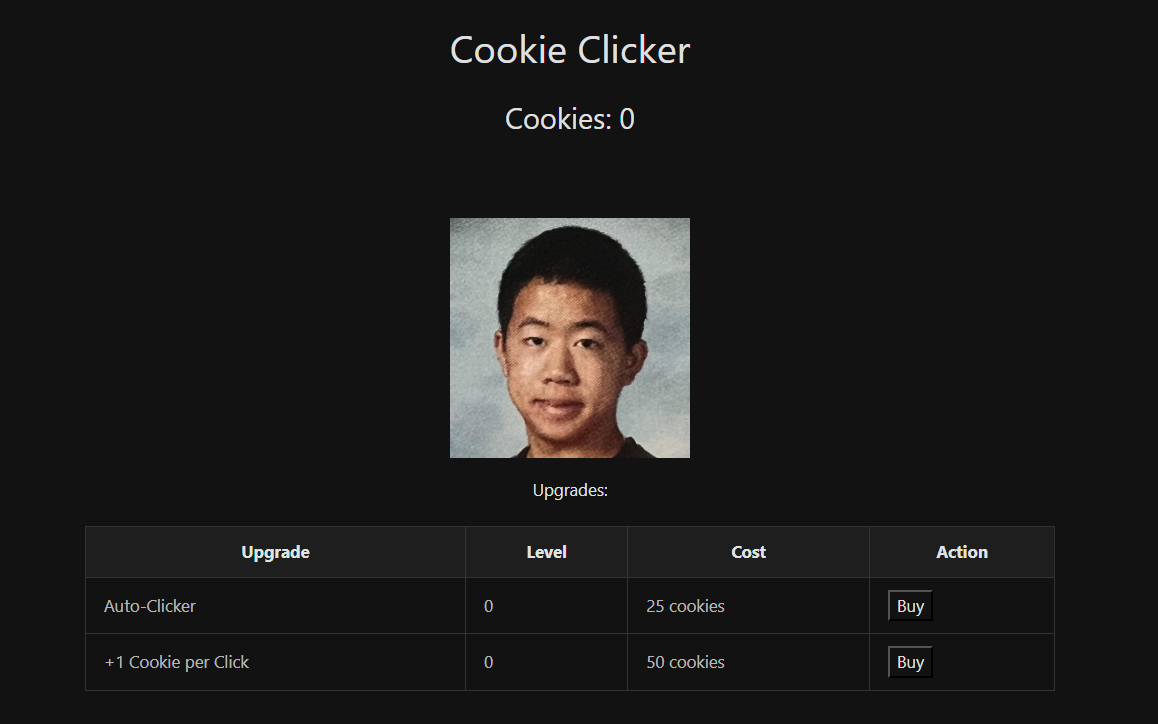 Cookie Clicker
Cookies: 0
Upgrades:
Upgrade Level Cost Action
Auto-Clicker 0 25 cookies Buy
+1 Cookie per Click 0 50 cookies Buy